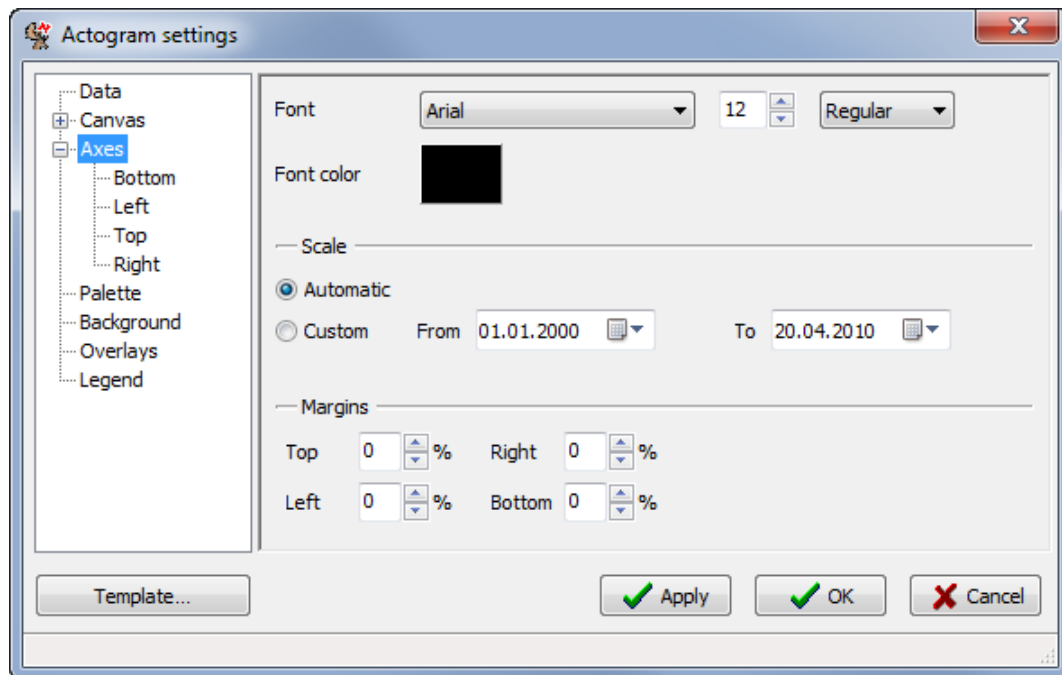 Actogram settings
Data
Canvas
Axes
Bottom
Left
Top
Right
Palette
Background
Overlays
Legend
Font Arial 12 Regular
Font color
Scale
Automatic
Custom From 01.01.2000 To 20.04.2010
Margins
Top 0 % Right 0 %
Left 0 % Bottom 0 %
Template... Apply OK Cancel